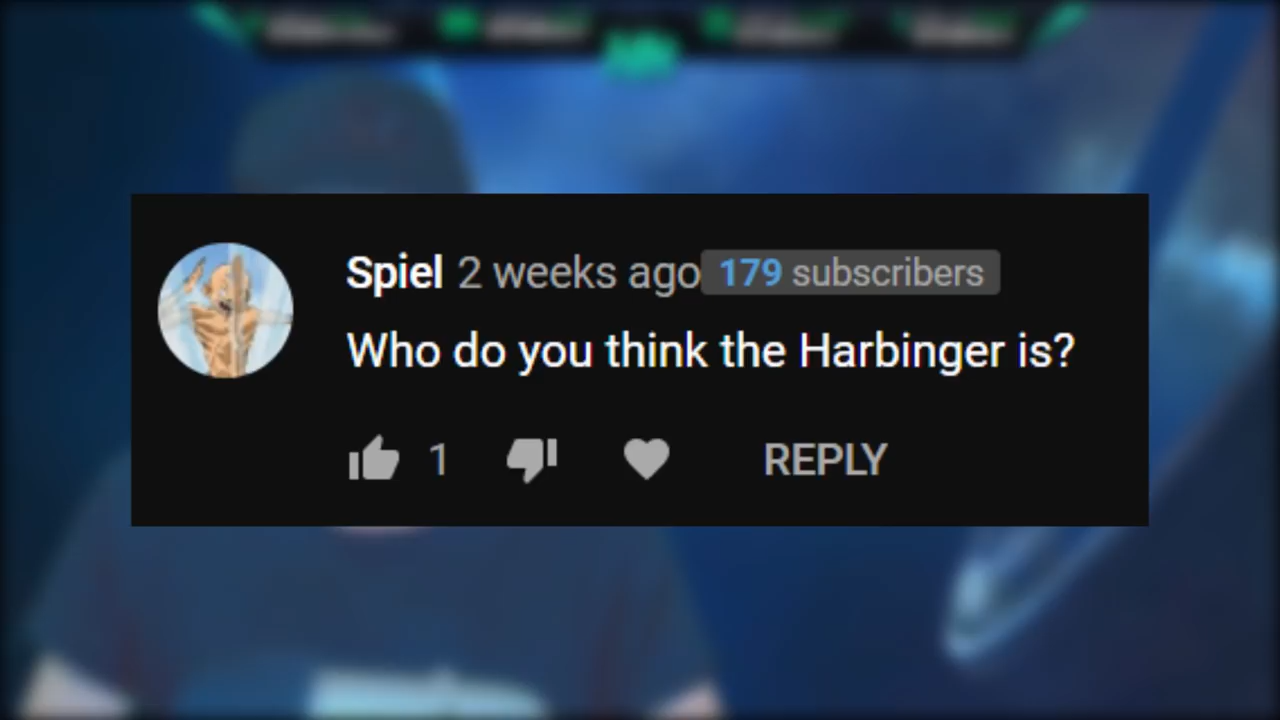 Spiel 2 weeks ago 179 subscribers
Who do you think the Harbinger is?
1 REPLY